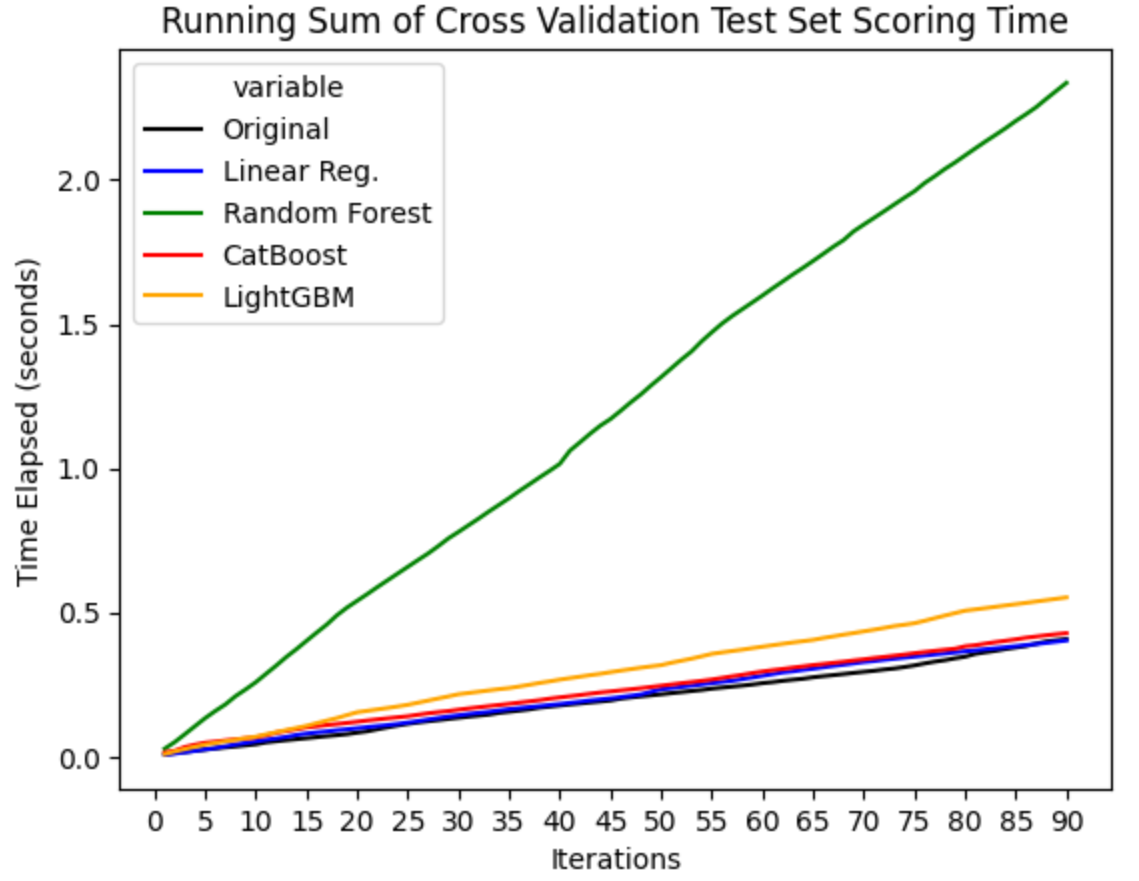 Running Sum of Cross Validation Test Set Scoring Time
variable
Original
Linear Reg.
Random Forest
CatBoost
LightGBM
Time Elapsed (seconds)
2.0
1.5
1.0
0.5
0.0
0 5 10 15 20 25 30 35 40 45 50 55 60 65 70 75 80 85 90
Iterations